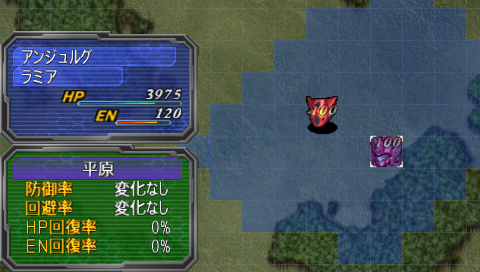 アンジュルグ
ラミア
HP 3975
EN 120
平原
防御率 変化なし
回避率 変化なし
HP回復率 0%
EN回復率 0%
100
100